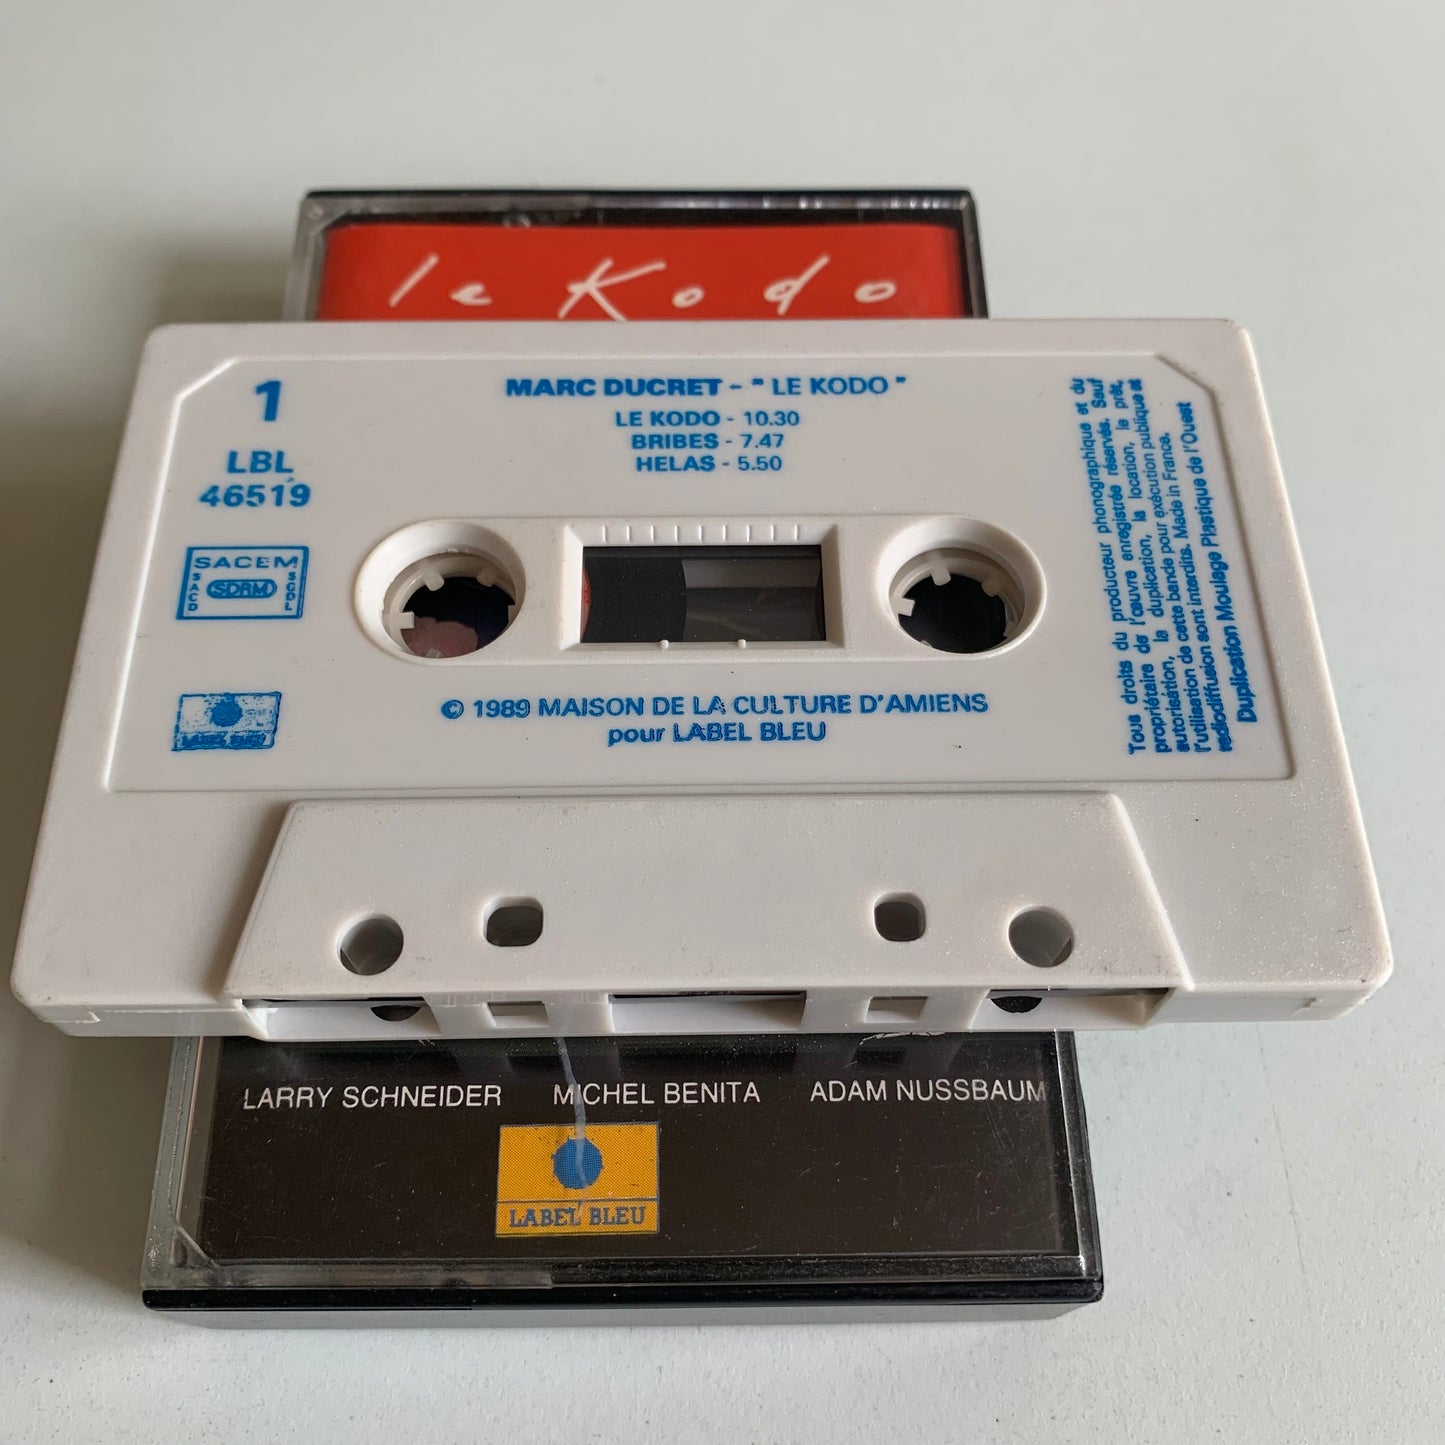 le Kodo
1
LBL
46519
SACEM
SACD
SDRM
SCDL
LABEL BLEU
MARC DUCRET - " LE KODO "
LE KODO - 10.30
BRIBES - 7.47
HELAS - 5.50
© 1989 MAISON DE LA CULTURE D'AMIENS
pour LABEL BLEU
Tous droits du producteur phonographique et du
propriétaire de l'œuvre enregistrée réservés. Sauf
autorisation, la duplication, la location, le prêt,
l'utilisation de cette bande pour exécution publique et
radiodiffusion sont interdits. Made in France.
Duplication Moulage Plastique de l'Ouest
LARRY SCHNEIDER MICHEL BENITA ADAM NUSSBAUM
LABEL BLEU